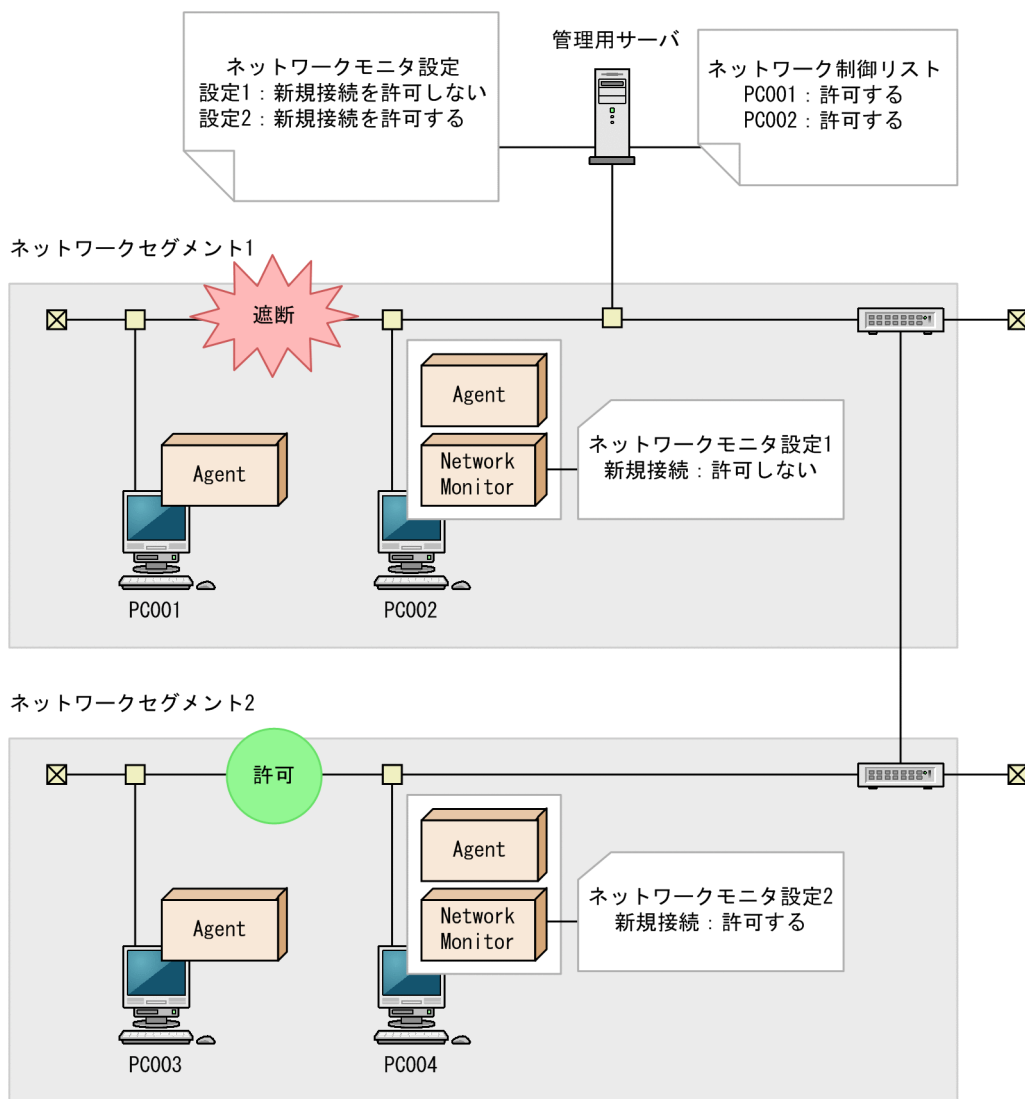 管理用サーバ
ネットワークモニタ設定
設定1：新規接続を許可しない
設定2：新規接続を許可する
ネットワーク制御リスト
PC001：許可する
PC002：許可する
ネットワークセグメント1
遮断
Agent
Agent
Network
Monitor
ネットワークモニタ設定1
新規接続：許可しない
PC001
PC002
ネットワークセグメント2
許可
Agent
Agent
Network
Monitor
ネットワークモニタ設定2
新規接続：許可する
PC003
PC004